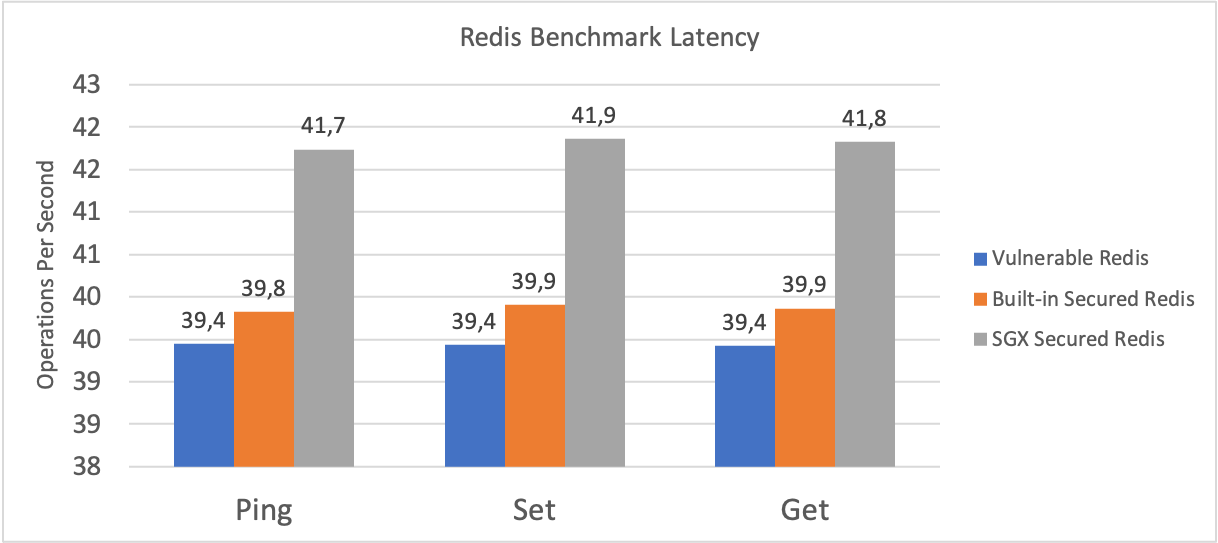 Redis Benchmark Latency
Operations Per Second
43
42
42
41
41
40
40
39
39
38
39,4
39,8
41,7
39,4
39,9
41,9
39,4
39,9
41,8
Ping
Set
Get
Vulnerable Redis
Built-in Secured Redis
SGX Secured Redis